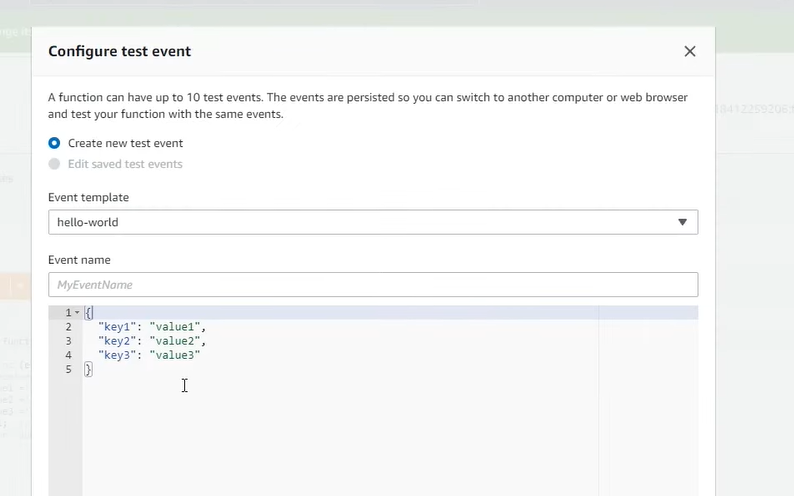 Configure test event
A function can have up to 10 test events. The events are persisted so you can switch to another computer or web browser
and test your function with the same events.
Create new test event
Edit saved test events
Event template
hello-world
Event name
MyEventName
1 {
2 "key1": "value1",
3 "key2": "value2",
4 "key3": "value3"
5 }